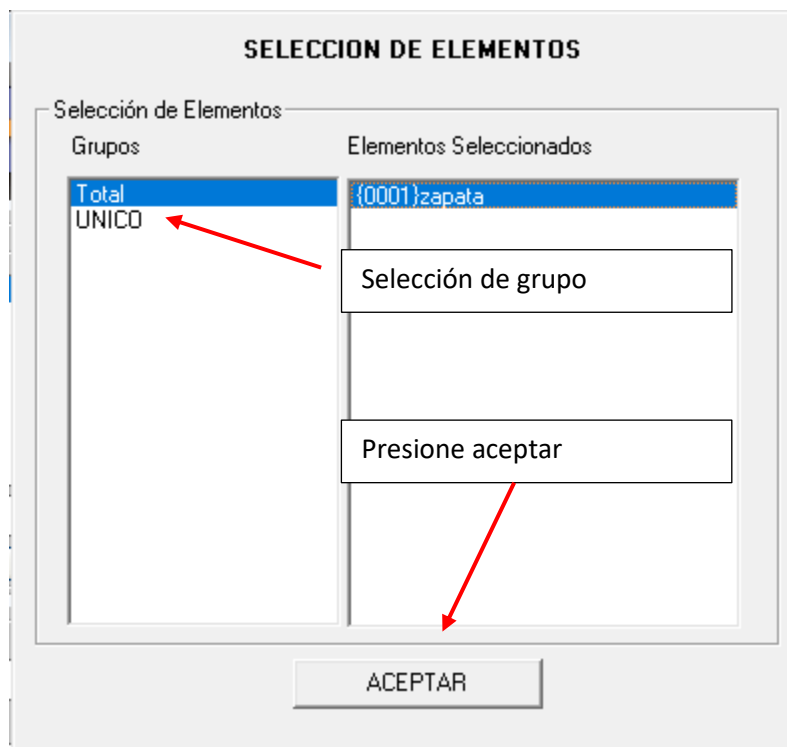 SELECCION DE ELEMENTOS
Selección de Elementos
Grupos
Elementos Seleccionados
Total
UNICO
{0001}zapata
Selección de grupo
Presione aceptar
ACEPTAR